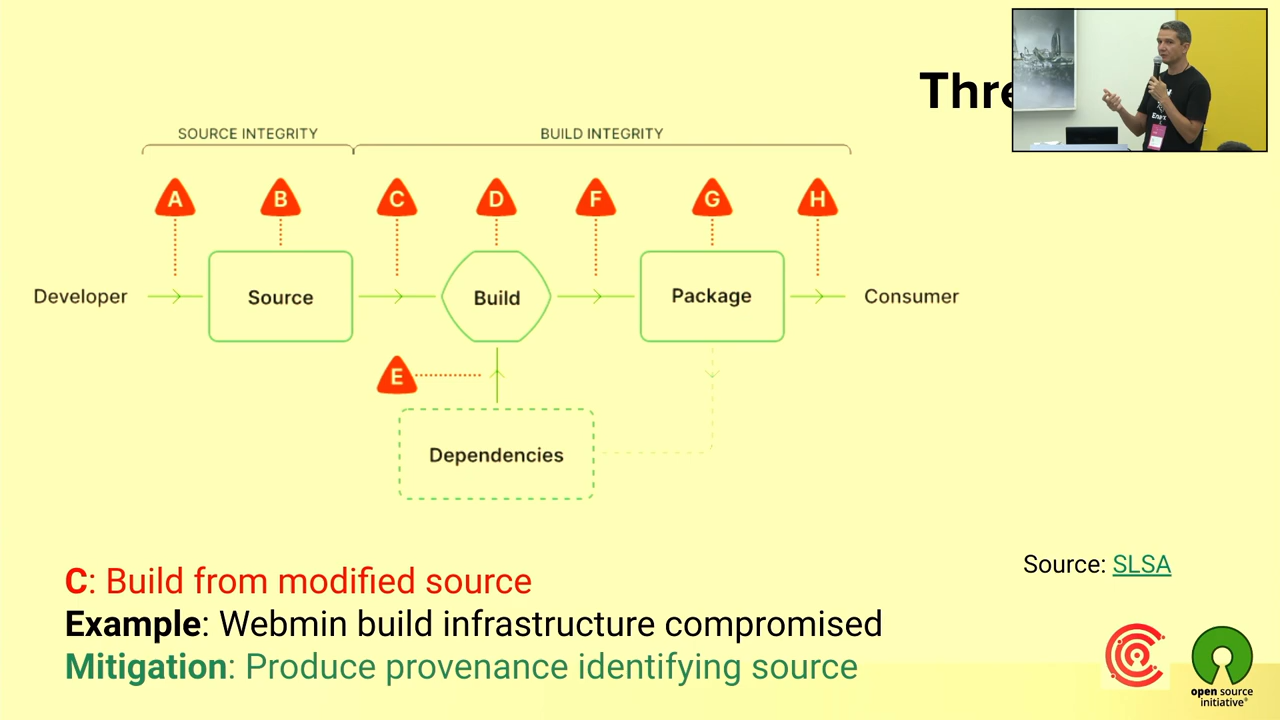 Thre
SOURCE INTEGRITY
BUILD INTEGRITY
A
B
C
D
F
G
H
Developer
Source
Build
Package
Consumer
E
Dependencies
Source: SLSA
C: Build from modified source
Example: Webmin build infrastructure compromised
Mitigation: Produce provenance identifying source
open source
initiative®